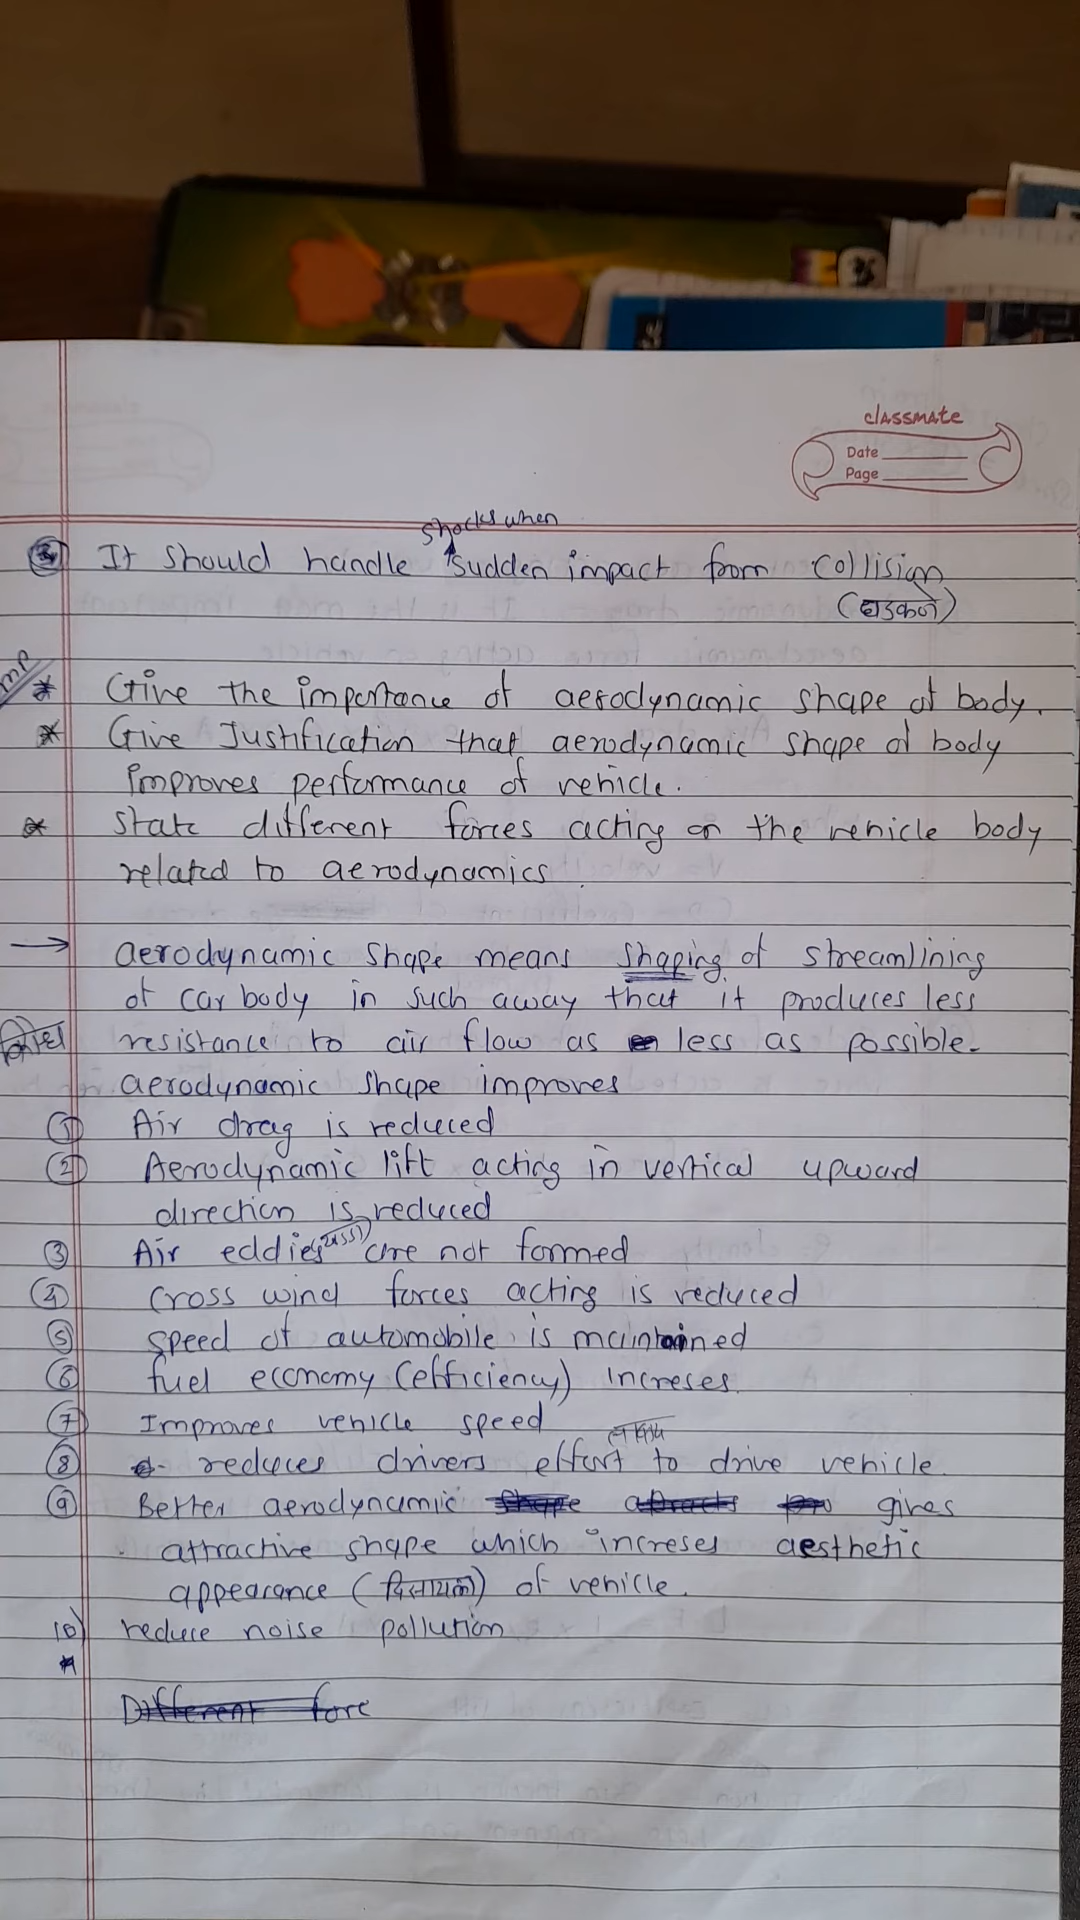 classmate
Date
Page
shocks when
It should handle sudden impact from collision
(धडकने)
Imp
* Give the importance of aerodynamic shape of body.
* Give Justification that aerodynamic shape of body
improves performance of vehicle.
* State different forces acting on the vehicle body
related to aerodynamics
→ aerodynamic shape means shaping of streamlining
of car body in such away that it produces less
resistance to air flow as less as possible.
aerodynamic shape improves
① Air drag is reduced
② Aerodynamic lift acting in vertical upward
direction is reduced
③ Air eddies are not formed
④ Cross wind forces acting is reduced
⑤ speed of automobile is maintained
⑥ fuel economy (efficiency) increses
⑦ Improves vehicle speed
⑧ reduces drivers effort to drive vehicle.
⑨ Better aerodynamic gives
attractive shape which increses aesthetic
appearance of vehicle.
10) reduce noise pollution
*
Different forc